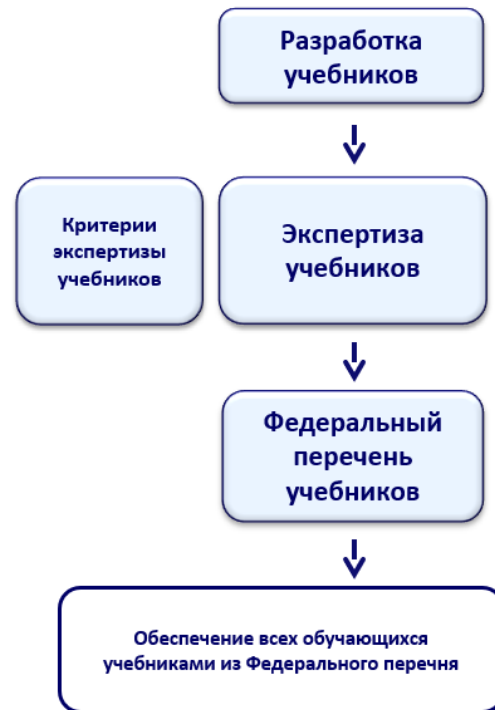 Разработка
учебников
Критерии
экспертизы
учебников
Экспертиза
учебников
Федеральный
перечень
учебников
Обеспечение всех обучающихся
учебниками из Федерального перечня